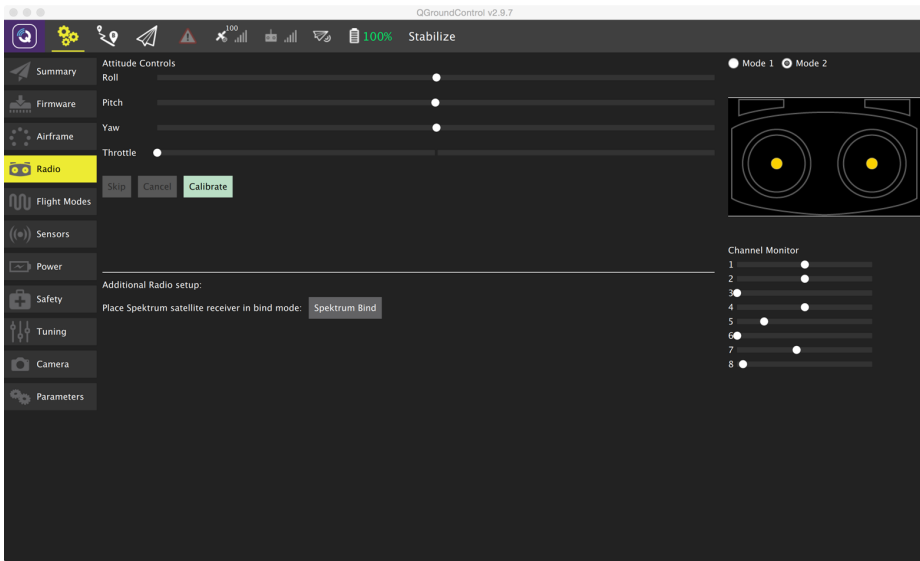 QGroundControl v2.9.7
100
100%
Stabilize
Summary
Firmware
Airframe
Radio
Flight Modes
Sensors
Power
Safety
Tuning
Camera
Parameters
Attitude Controls
Roll
Pitch
Yaw
Throttle
Skip Cancel Calibrate
Additional Radio setup:
Place Spektrum satellite receiver in bind mode: Spektrum Bind
Mode 1 Mode 2
Channel Monitor
1
2
3
4
5
6
7
8